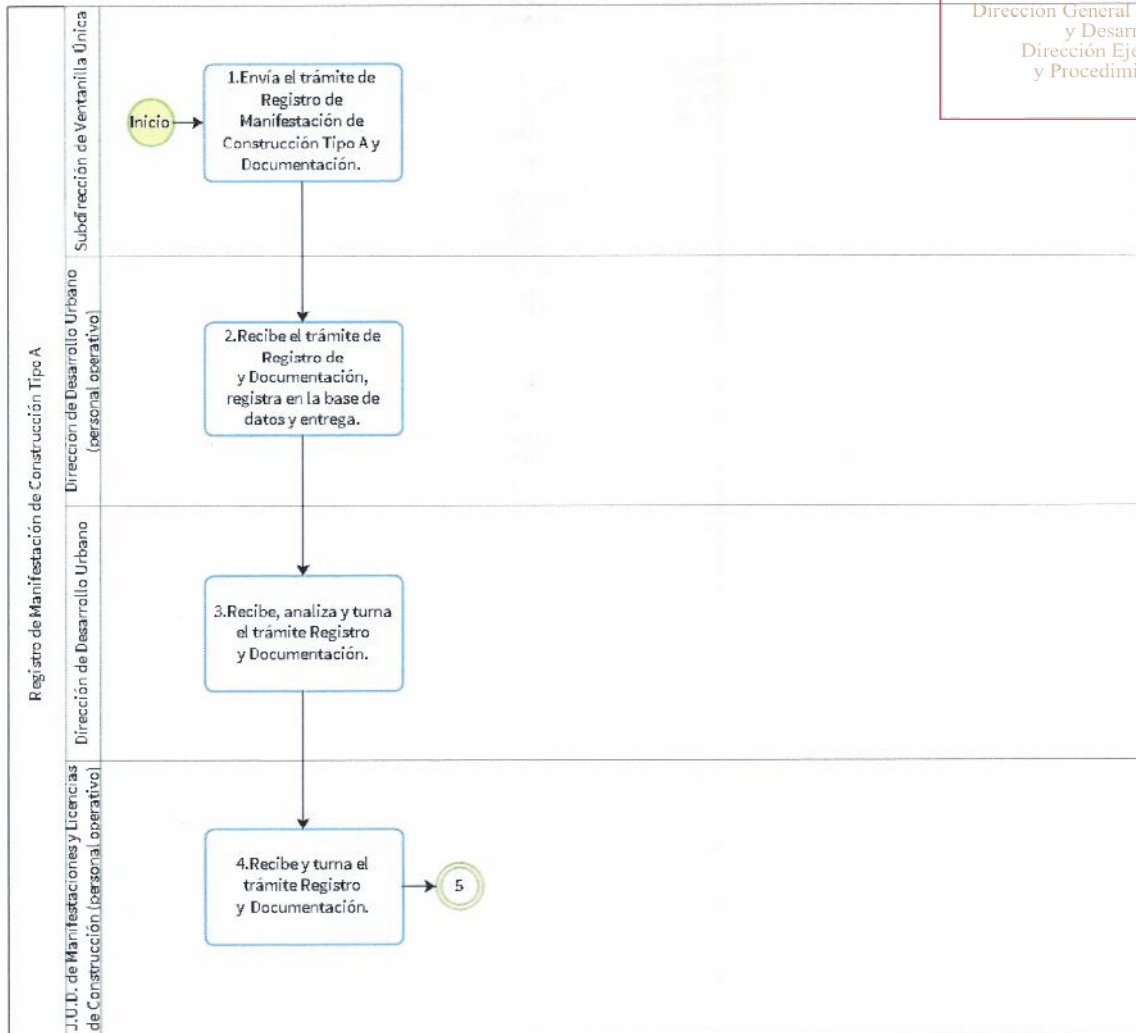 Dirección General
y Desarr
Dirección Eje
y Procedimi
Registro de Manifestación de Construcción Tipo A
Subdirección de Ventanilla Única
Inicio
1.Envía el trámite de
Registro de
Manifestación de
Construcción Tipo A y
Documentación.
Dirección de Desarrollo Urbano
(personal operativo)
2.Recibe el trámite de
Registro de
y Documentación,
registra en la base de
datos y entrega.
Dirección de Desarrollo Urbano
3.Recibe, analiza y turna
el trámite Registro
y Documentación.
J.U.D. de Manifestaciones y Licencias
de Construcción (personal operativo)
4.Recibe y turna el
trámite Registro
y Documentación.
5